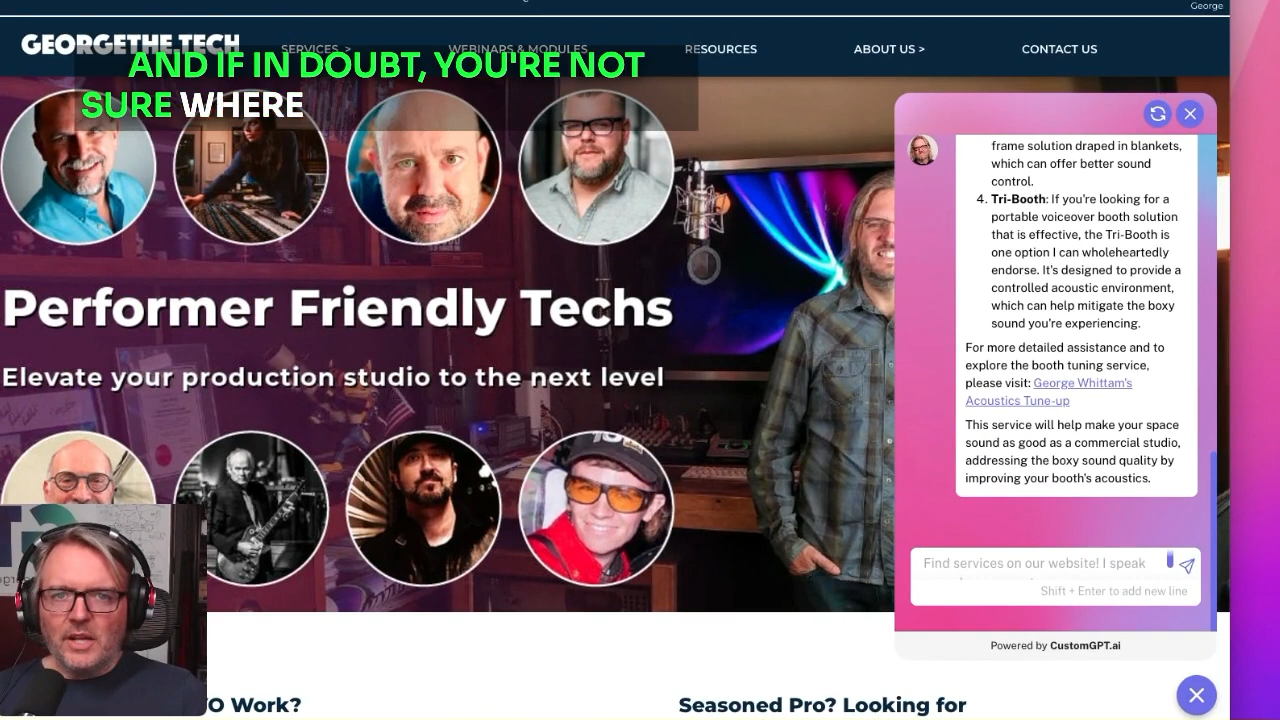 George
GEORGETHE TECH
SERVICES >
WEBINARS & MODULES
RESOURCES
ABOUT US >
CONTACT US
AND IF IN DOUBT, YOU'RE NOT
SURE WHERE
Performer Friendly Techs
Elevate your production studio to the next level
frame solution draped in blankets,
which can offer better sound
control.
4. Tri-Booth: If you're looking for a
portable voiceover booth solution
that is effective, the Tri-Booth is
one option I can wholeheartedly
endorse. It's designed to provide a
controlled acoustic environment,
which can help mitigate the boxy
sound you're experiencing.
For more detailed assistance and to
explore the booth tuning service,
please visit: George Whittam's
Acoustics Tune-up
This service will help make your space
sound as good as a commercial studio,
addressing the boxy sound quality by
improving your booth's acoustics.
Find services on our website! I speak
Shift + Enter to add new line
Powered by CustomGPT.ai
O Work?
Seasoned Pro? Looking for